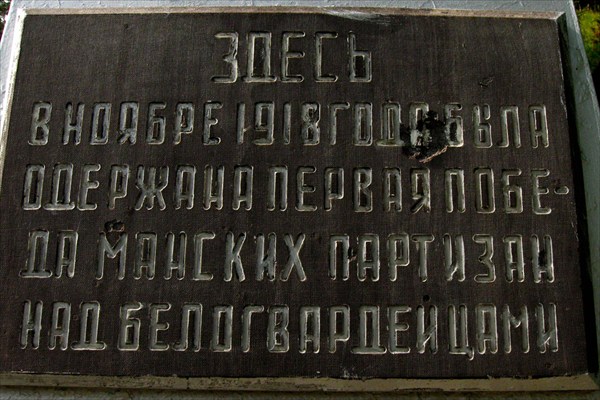 ЗДЕСЬ
В НОЯБРЕ 1918 ГОДА БЫЛА
ОДЕРЖАНА ПЕРВАЯ ПОБЕ-
ДА МАНСКИХ ПАРТИЗАН
НАД БЕЛОГВАРДЕЙЦАМИ